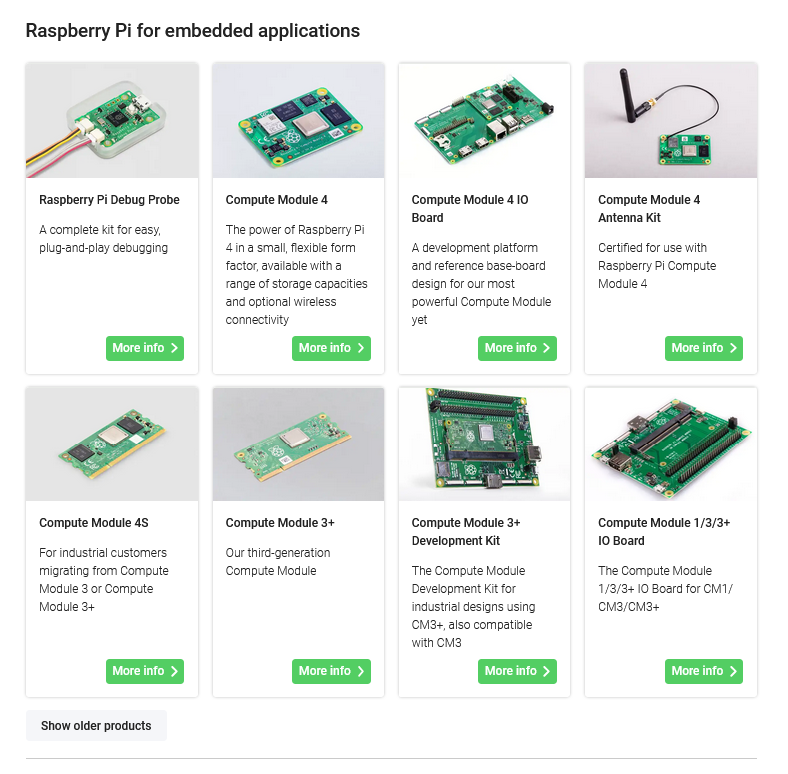 Raspberry Pi for embedded applications
Raspberry Pi Debug Probe
A complete kit for easy,
plug-and-play debugging
More info
Compute Module 4
The power of Raspberry Pi
4 in a small, flexible form
factor, available with a
range of storage capacities
and optional wireless
connectivity
More info
Compute Module 4 IO
Board
A development platform
and reference base-board
design for our most
powerful Compute Module
yet
More info
Compute Module 4
Antenna Kit
Certified for use with
Raspberry Pi Compute
Module 4
More info
Compute Module 4S
For industrial customers
migrating from Compute
Module 3 or Compute
Module 3+
More info
Compute Module 3+
Our third-generation
Compute Module
More info
Compute Module 3+
Development Kit
The Compute Module
Development Kit for
industrial designs using
CM3+, also compatible
with CM3
More info
Compute Module 1/3/3+
IO Board
The Compute Module
1/3/3+ IO Board for CM1/
CM3/CM3+
More info
Show older products